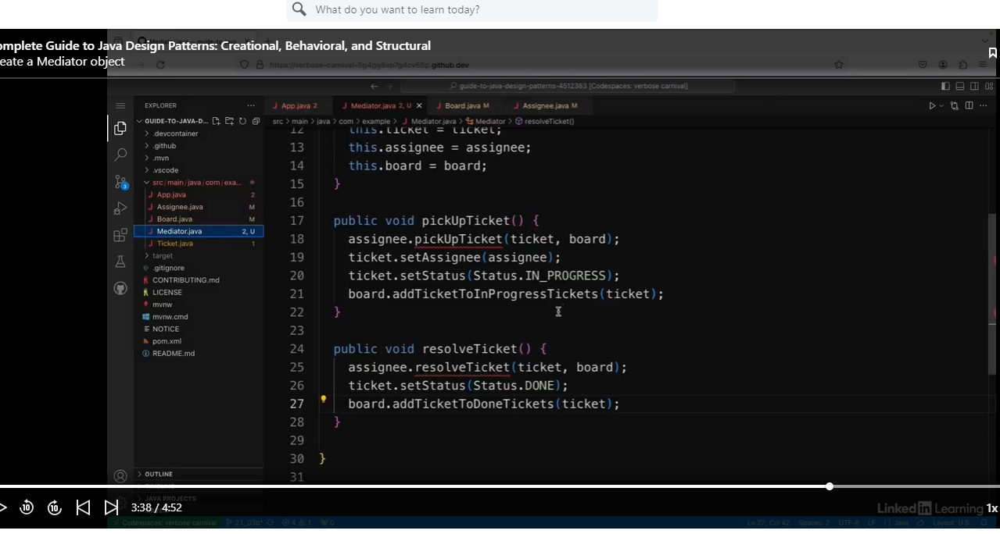 What do you want to learn today?
omplete Guide to Java Design Patterns: Creational, Behavioral, and Structural
eate a Mediator object
https://verbose-carnival-5g4gg5vp7g4cv55p.github.dev
guide-to-java-design-patterns-4512383 [Codespaces: verbose carnival]
EXPLORER
GUIDE-TO-JAVA-D...
.devcontainer
.github
.mvn
.vscode
src/main/java/com/exa...
App.java 2
Assignee.java M
Board.java M
Mediator.java 2, U
Ticket.java 1
target
.gitignore
CONTRIBUTING.md
LICENSE
mvnw
mvnw.cmd
NOTICE
pom.xml
README.md
OUTLINE
JAVA PROJECTS
3
App.java 2
Mediator.java 2, U
Board.java M
Assignee.java M
src > main > java > com > example > Mediator.java > Mediator > resolveTicket()
12 this.ticket = ticket;
13 this.assignee = assignee;
14 this.board = board;
15 }
16
17 public void pickUpTicket() {
18 assignee.pickUpTicket(ticket, board);
19 ticket.setAssignee(assignee);
20 ticket.setStatus(Status.IN_PROGRESS);
21 board.addTicketToInProgressTickets(ticket);
22 }
23
24 public void resolveTicket() {
25 assignee.resolveTicket(ticket, board);
26 ticket.setStatus(Status.DONE);
27 board.addTicketToDoneTickets(ticket);
28 }
29
30 }
31
10
10
3:38 / 4:52
LinkedIn Learning
1x
Codespaces: verbose carnival
21_03b*
4 1
0
Ln 27, Col 42
Spaces: 2
UTF-8
LF
{} Java
Layout: U.S.